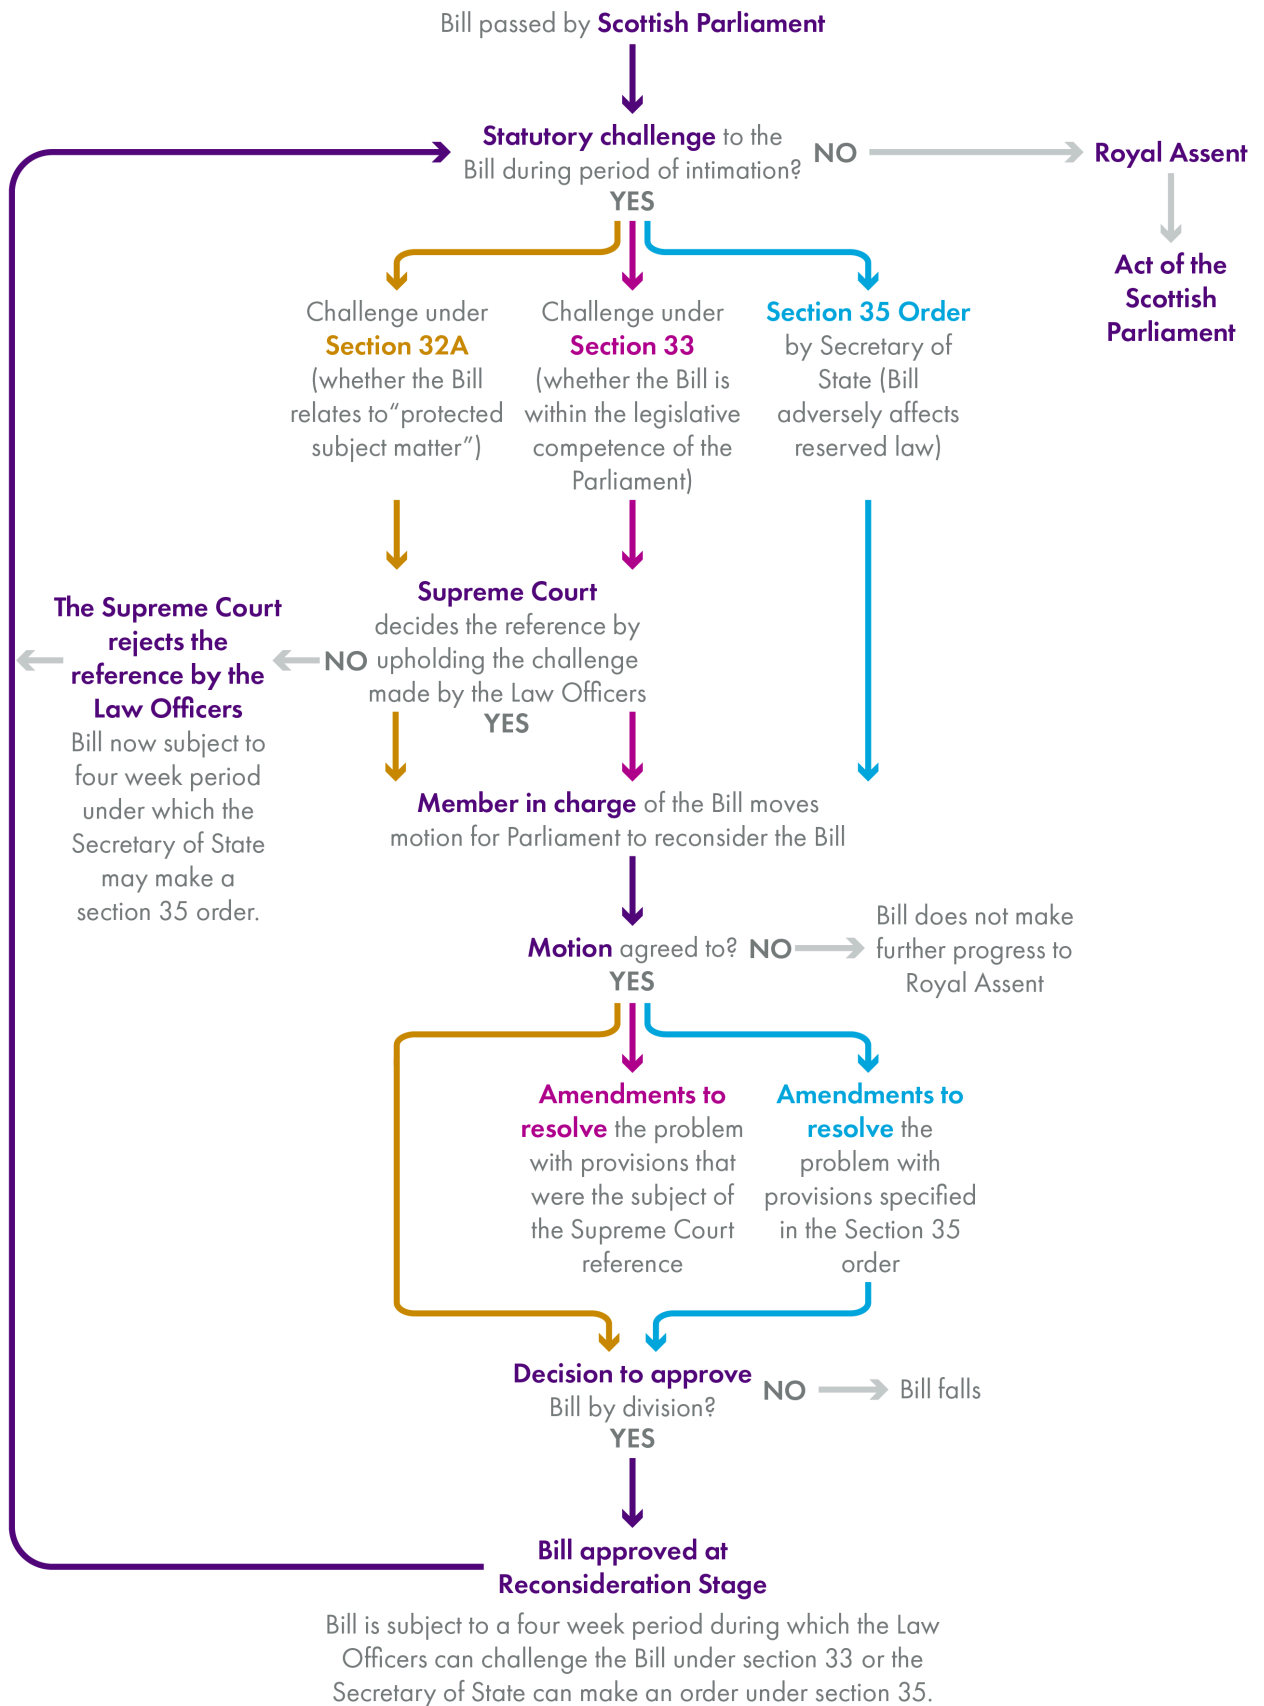 Bill passed by Scottish Parliament
Statutory challenge to the
Bill during period of intimation?
YES
NO
Royal Assent
Act of the
Scottish
Parliament
Challenge under
Section 32A
(whether the Bill
relates to“protected
subject matter”)
Challenge under
Section 33
(whether the Bill is
within the legislative
competence of the
Parliament)
Section 35 Order
by Secretary of
State (Bill
adversely affects
reserved law)
Supreme Court
decides the reference by
upholding the challenge
made by the Law Officers
YES
NO
The Supreme Court
rejects the
reference by the
Law Officers
Bill now subject to
four week period
under which the
Secretary of State
may make a
section 35 order.
Member in charge of the Bill moves
motion for Parliament to reconsider the Bill
Motion agreed to?
NO
Bill does not make
further progress to
Royal Assent
YES
Amendments to
resolve the problem
with provisions that
were the subject of
the Supreme Court
reference
Amendments to
resolve the
problem with
provisions specified
in the Section 35
order
Decision to approve
Bill by division?
NO
Bill falls
YES
Bill approved at
Reconsideration Stage
Bill is subject to a four week period during which the Law
Officers can challenge the Bill under section 33 or the
Secretary of State can make an order under section 35.